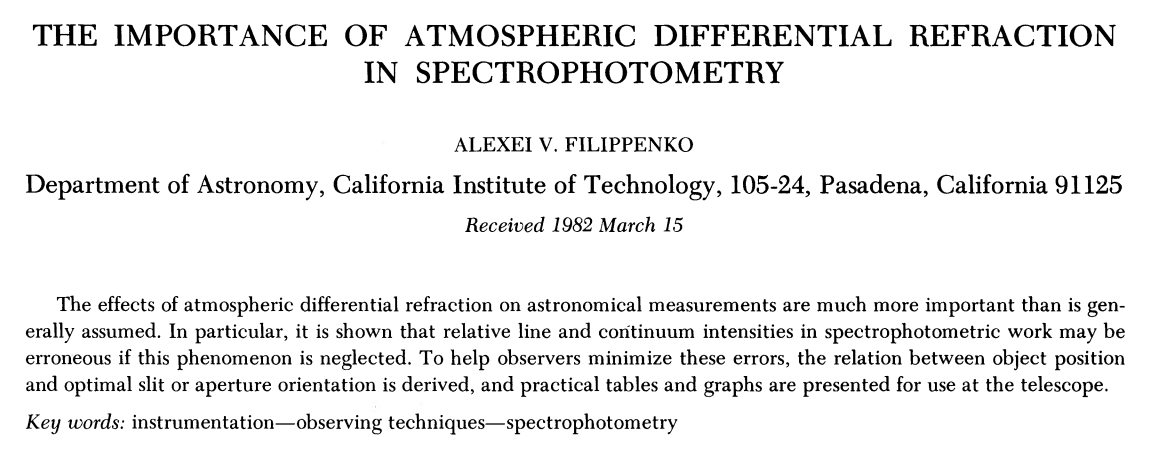 THE IMPORTANCE OF ATMOSPHERIC DIFFERENTIAL REFRACTION
IN SPECTROPHOTOMETRY
ALEXEI V. FILIPPENKO
Department of Astronomy, California Institute of Technology, 105-24, Pasadena, California 91125
Received 1982 March 15
The effects of atmospheric differential refraction on astronomical measurements are much more important than is gen-
erally assumed. In particular, it is shown that relative line and continuum intensities in spectrophotometric work may be
erroneous if this phenomenon is neglected. To help observers minimize these errors, the relation between object position
and optimal slit or aperture orientation is derived, and practical tables and graphs are presented for use at the telescope.
Key words: instrumentation—observing techniques—spectrophotometry